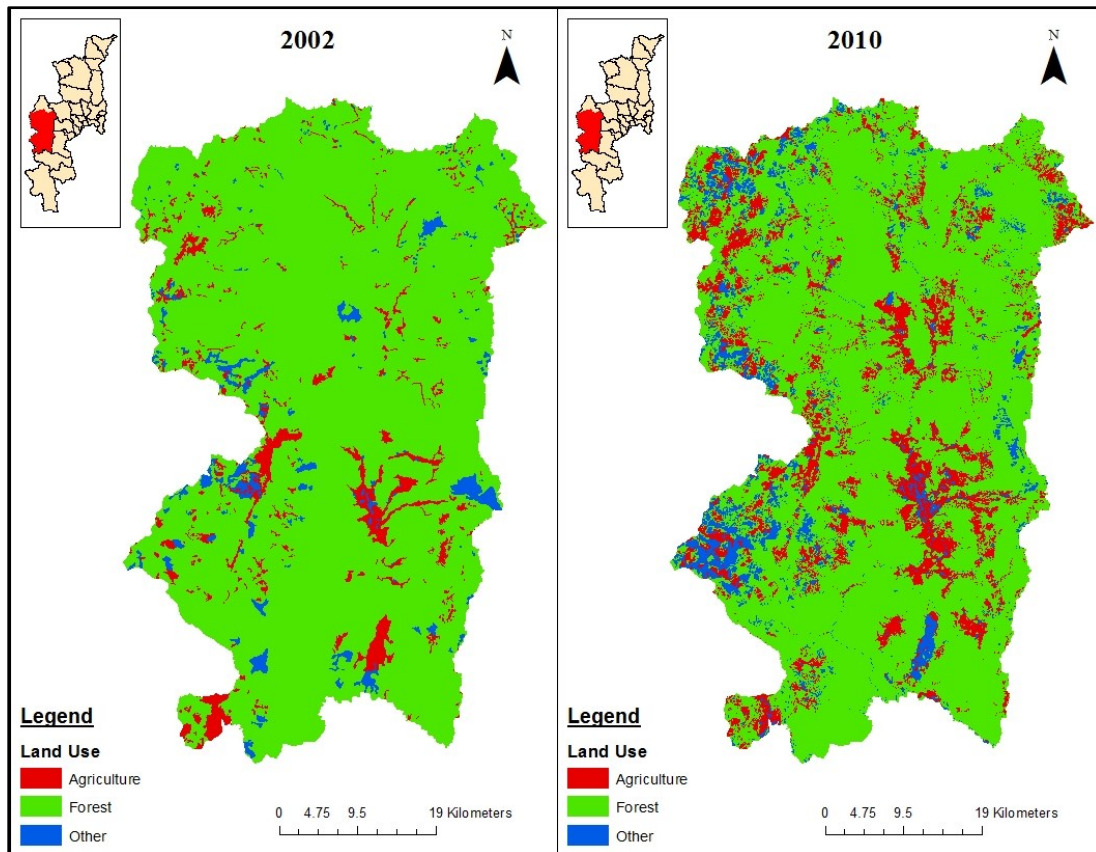 2002
N
Legend
Land Use
Agriculture
Forest
Other
0 4.75 9.5 19 Kilometers
2010
N
Legend
Land Use
Agriculture
Forest
Other
0 4.75 9.5 19 Kilometers